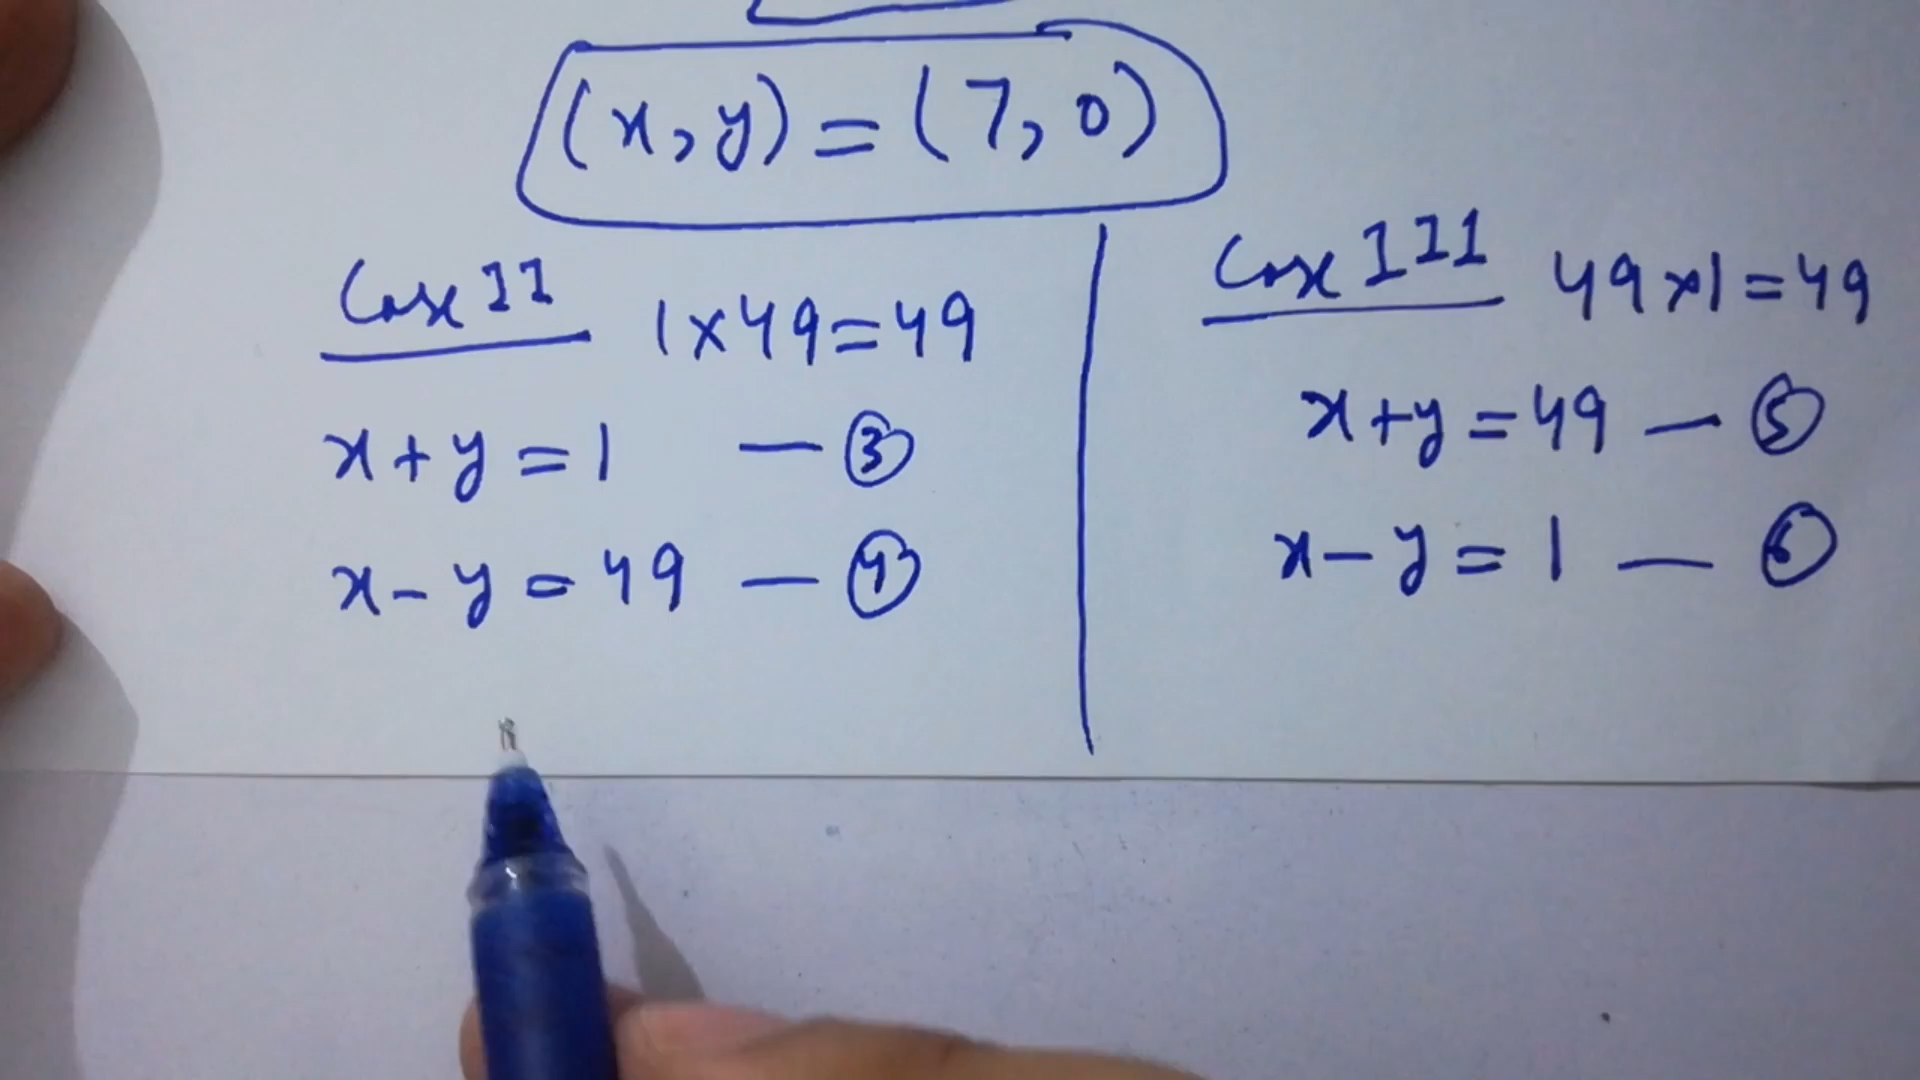 (x,y)=(7,0)
Case II 1×49=49
x+y=1 — ③
x-y=49 — ④
Case III 49×1=49
x+y=49 — ⑤
x-y=1 — ⑥